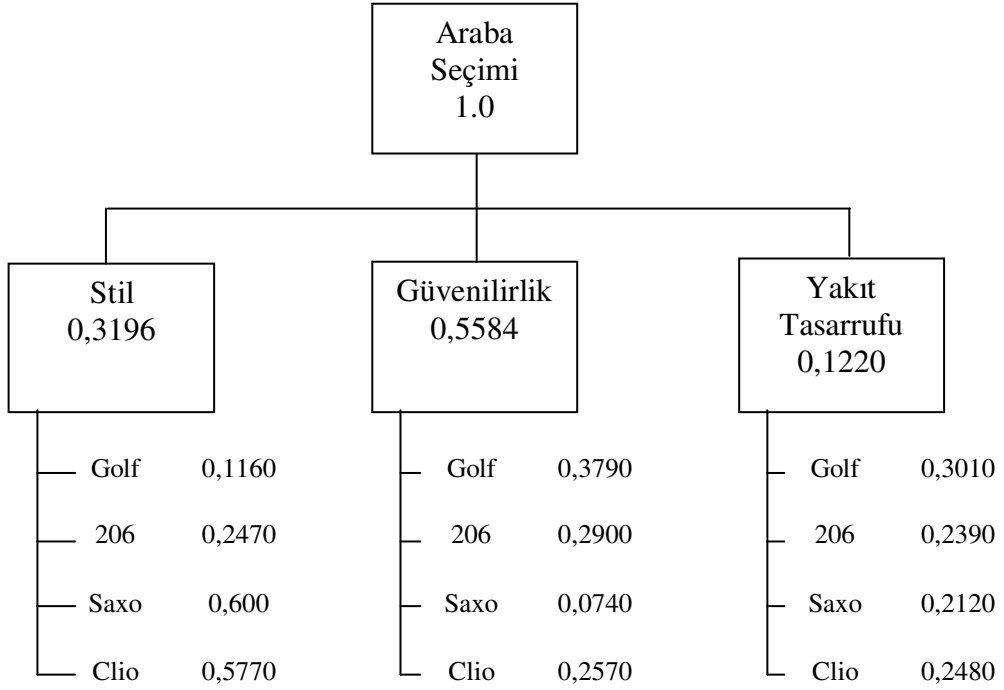 Araba
Seçimi
1.0
Stil
0,3196
Güvenilirlik
0,5584
Yakıt
Tasarrufu
0,1220
Golf 0,1160
206 0,2470
Saxo 0,600
Clio 0,5770
Golf 0,3790
206 0,2900
Saxo 0,0740
Clio 0,2570
Golf 0,3010
206 0,2390
Saxo 0,2120
Clio 0,2480